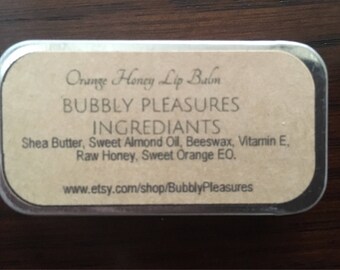 Orange Honey Lip Balm
BUBBLY PLEASURES
INGREDIANTS
Shea Butter, Sweet Almond Oil, Beeswax, Vitamin E,
Raw Honey, Sweet Orange EO.
www.etsy.com/shop/BubblyPleasures